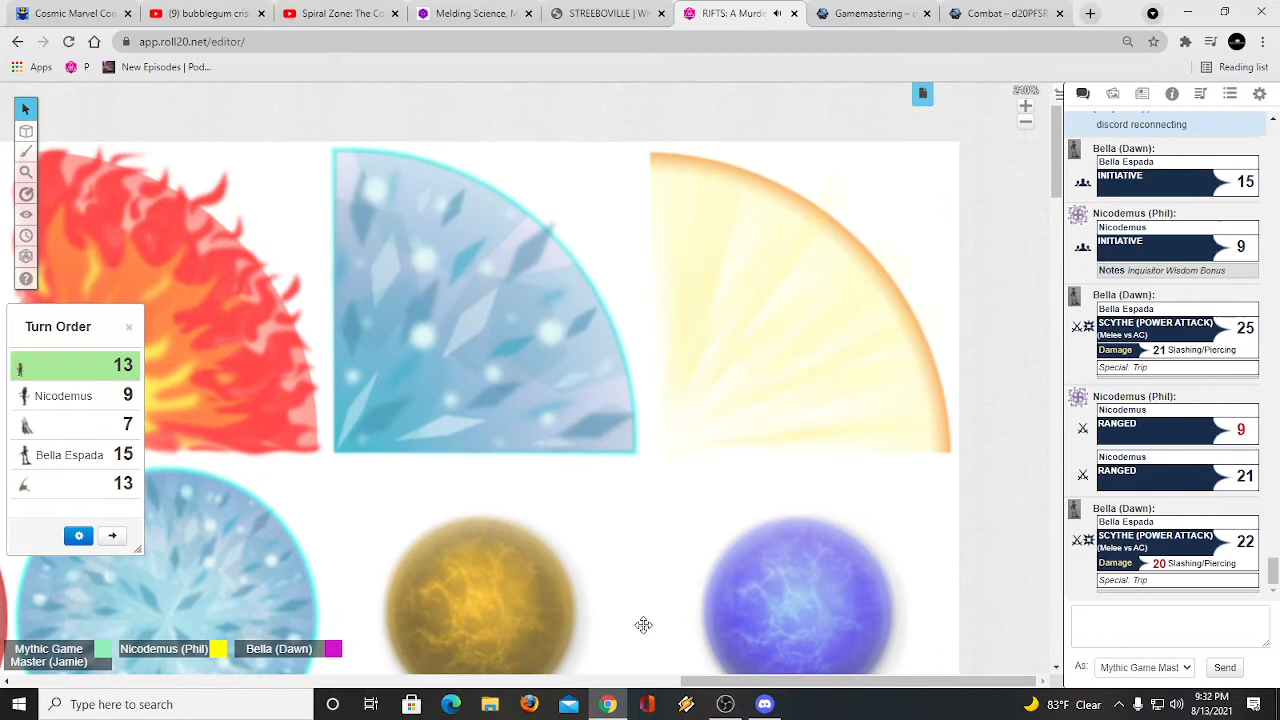 (9) bubblegum cris
Spiral Zone: The Co
Melding Science, M
STREEBOVILLE | W
RIFTS: A Murde
Gamemastering – d
Combat – d20PFSR
app.roll20.net/editor/
Apps
P
New Episodes | Pod...
Reading list
210%
Turn Order
×
13
Nicodemus 9
7
Bella Espada 15
13
Mythic Game Master (Jamie)
Nicodemus (Phil)
Bella (Dawn)
discord reconnecting
Bella (Dawn):
Bella Espada
INITIATIVE 15
Nicodemus (Phil):
Nicodemus
INITIATIVE 9
Notes Inquisitor Wisdom Bonus
Bella (Dawn):
Bella Espada
SCYTHE (POWER ATTACK) 25
(Melee vs AC)
Damage 21 Slashing/Piercing
Special: Trip
Nicodemus (Phil):
Nicodemus
RANGED 9
Nicodemus
RANGED 21
Bella (Dawn):
Bella Espada
SCYTHE (POWER ATTACK) 22
(Melee vs AC)
Damage 20 Slashing/Piercing
Special: Trip
As: Mythic Game Mast Send
Type here to search
83°F Clear
9:32 PM
8/13/2021